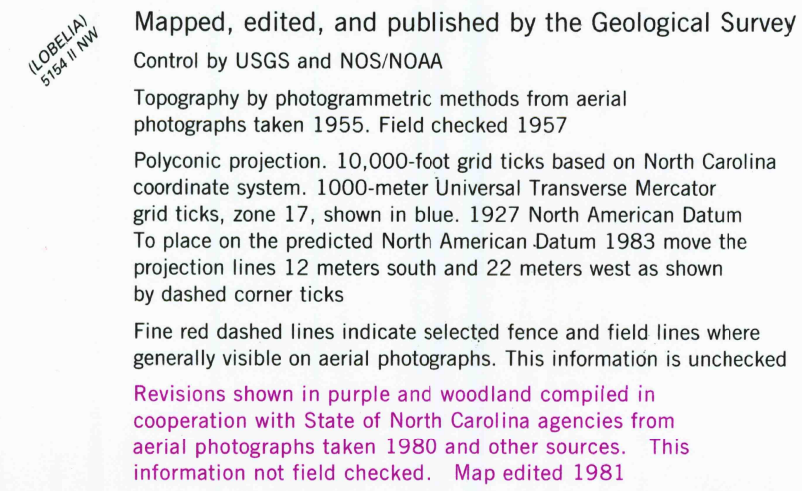 (LOBELIA)
5154 II NW
Mapped, edited, and published by the Geological Survey
Control by USGS and NOS/NOAA
Topography by photogrammetric methods from aerial
photographs taken 1955. Field checked 1957
Polyconic projection. 10,000-foot grid ticks based on North Carolina
coordinate system. 1000-meter Universal Transverse Mercator
grid ticks, zone 17, shown in blue. 1927 North American Datum
To place on the predicted North American Datum 1983 move the
projection lines 12 meters south and 22 meters west as shown
by dashed corner ticks
Fine red dashed lines indicate selected fence and field lines where
generally visible on aerial photographs. This information is unchecked
Revisions shown in purple and woodland compiled in
cooperation with State of North Carolina agencies from
aerial photographs taken 1980 and other sources. This
information not field checked. Map edited 1981